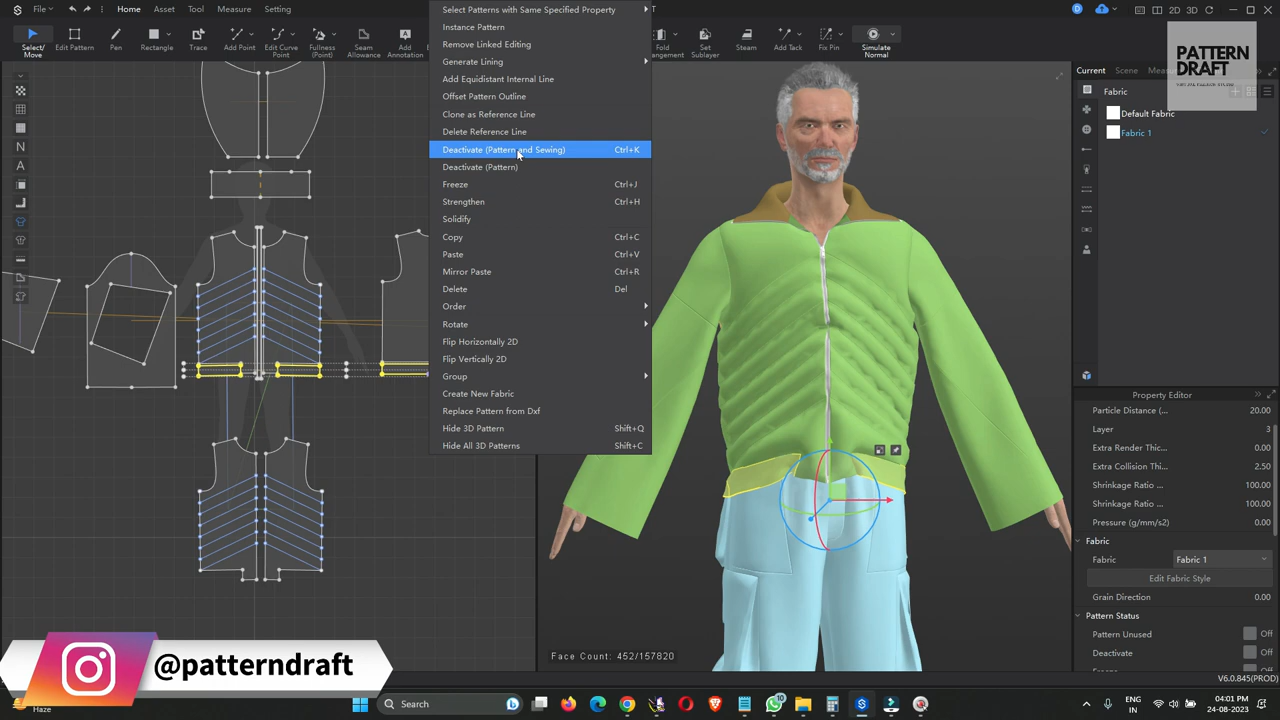 File
Home
Asset
Tool
Measure
Setting
Select/
Move
Edit Pattern
Pen
Rectangle
Trace
Add Point
Edit Curve
Point
Fullness
(Point)
Seam
Allowance
Add
Annotation
Fold
Set
Sublayer
Steam
Add Tack
Fix Pin
Simulate
Normal
2D
3D
PATTERN
DRAFT
Select Patterns with Same Specified Property
Instance Pattern
Remove Linked Editing
Generate Lining
Add Equidistant Internal Line
Offset Pattern Outline
Clone as Reference Line
Delete Reference Line
Deactivate (Pattern and Sewing) Ctrl+K
Deactivate (Pattern)
Freeze Ctrl+J
Strengthen Ctrl+H
Solidify
Copy Ctrl+C
Paste Ctrl+V
Mirror Paste Ctrl+R
Delete Del
Order
Rotate
Flip Horizontally 2D
Flip Vertically 2D
Group
Create New Fabric
Replace Pattern from Dxf
Hide 3D Pattern Shift+Q
Hide All 3D Patterns Shift+C
Current Scene
Fabric
Default Fabric
Fabric 1
Property Editor
Particle Distance (... 20.00
Layer 3
Extra Render Thic... 0.00
Extra Collision Thi... 2.50
Shrinkage Ratio ... 100.00
Shrinkage Ratio ... 100.00
Pressure (g/mm/s2) 0.00
Fabric
Fabric Fabric 1
Edit Fabric Style
Grain Direction 0.00
Pattern Status
Pattern Unused Off
Deactivate Off
Face Count: 452/157820
V6.0.845(PROD)
@patterndraft
Search
10
ENG
IN
04:01 PM
24-08-2023